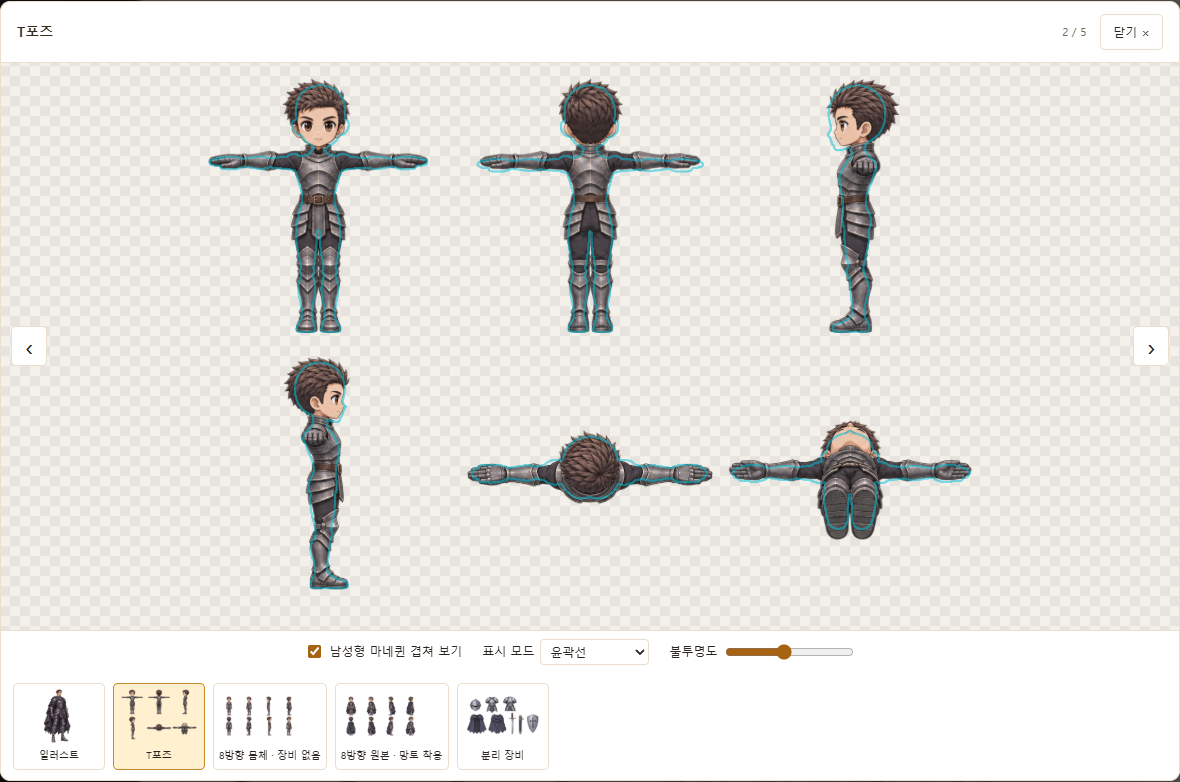 T포즈
2 / 5
닫기 ×
‹
›
남성형 마네퀸 겹쳐 보기
표시 모드
윤곽선
불투명도
일러스트
T포즈
8방향 몸체 · 장비 없음
8방향 원본 · 망토 착용
분리 장비